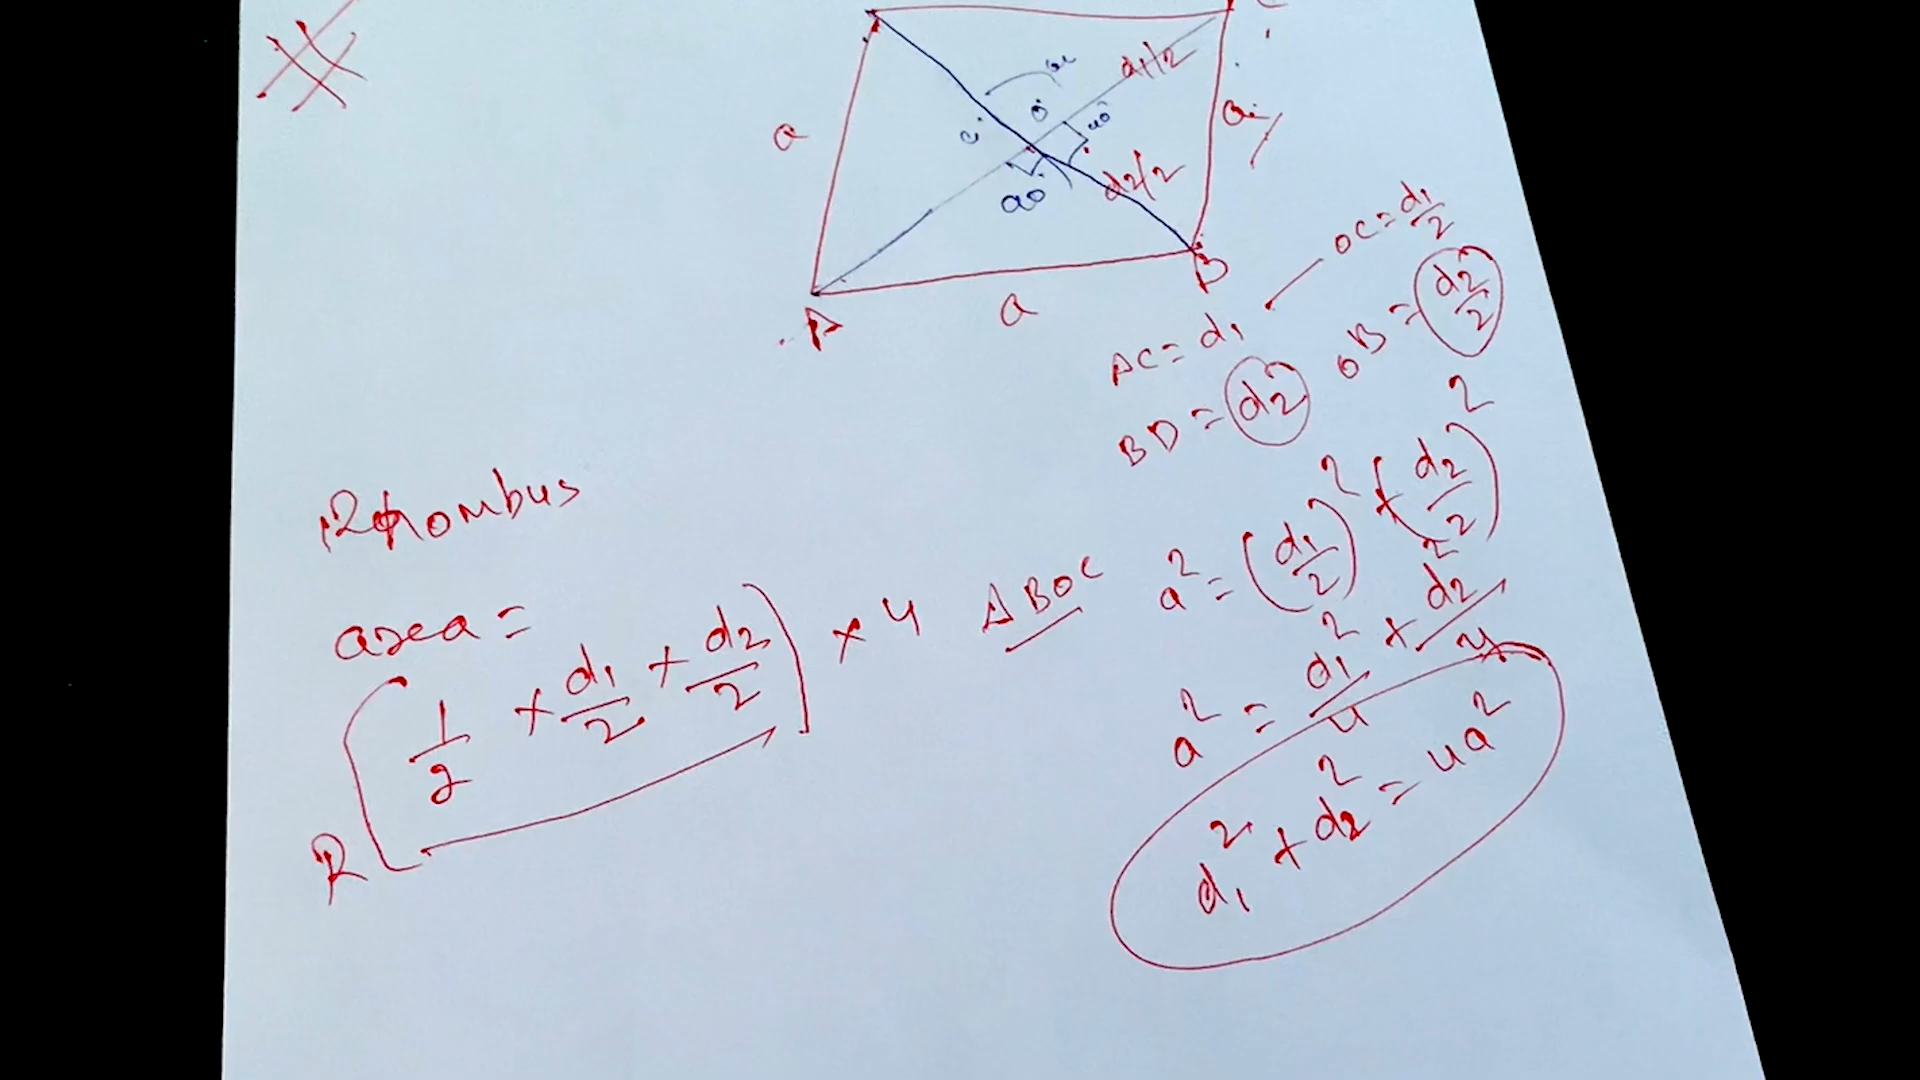 a
d1/2
a
90°
d2/2
90°
A
a
B
OC = d1/2
AC = d1
OB = d2/2
BD = d2
Rhombus
a² = (d1/2)² + (d2/2)²
area =
(1/2 × d1/2 × d2/2) × 4
ΔBOC
a² = d1²/4 + d2²/4
d1² + d2² = 4a²
R